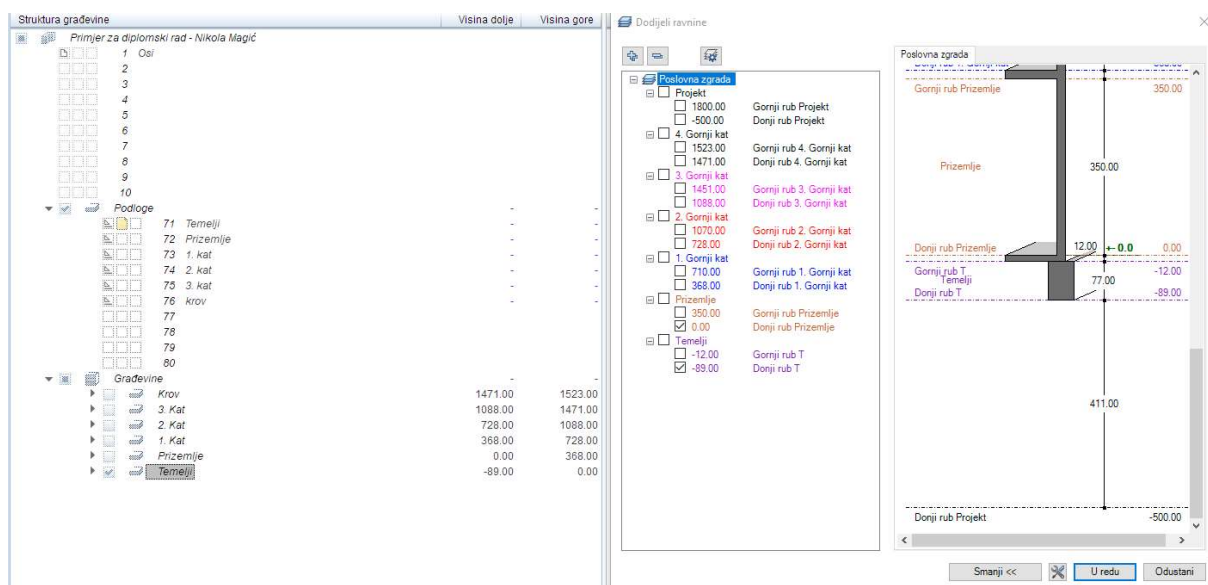 Struktura građevine Visina dolje Visina gore
Primjer za diplomski rad - Nikola Magić
1 Osi
2
3
4
5
6
7
8
9
10
Podloge - -
71 Temelji - -
72 Prizemlje - -
73 1. kat - -
74 2. kat - -
75 3. kat - -
76 krov - -
77
78
79
80
Građevine - -
Krov 1471.00 1523.00
3. Kat 1088.00 1471.00
2. Kat 728.00 1088.00
1. Kat 368.00 728.00
Prizemlje 0.00 368.00
Temelji -89.00 0.00
Dodijeli ravnine
Poslovna zgrada
Projekt
1800.00 Gornji rub Projekt
-500.00 Donji rub Projekt
4. Gornji kat
1523.00 Gornji rub 4. Gornji kat
1471.00 Donji rub 4. Gornji kat
3. Gornji kat
1451.00 Gornji rub 3. Gornji kat
1088.00 Donji rub 3. Gornji kat
2. Gornji kat
1070.00 Gornji rub 2. Gornji kat
728.00 Donji rub 2. Gornji kat
1. Gornji kat
710.00 Gornji rub 1. Gornji kat
368.00 Donji rub 1. Gornji kat
Prizemlje
350.00 Gornji rub Prizemlje
0.00 Donji rub Prizemlje
Temelji
-12.00 Gornji rub T
-89.00 Donji rub T
Poslovna zgrada
Gornji rub Prizemlje 350.00
Prizemlje 350.00
Donji rub Prizemlje 12.00 +- 0.0 0.00
Gornji rub T -12.00
Temelji 77.00
Donji rub T -89.00
411.00
Donji rub Projekt -500.00
Smanji << U redu Odustani